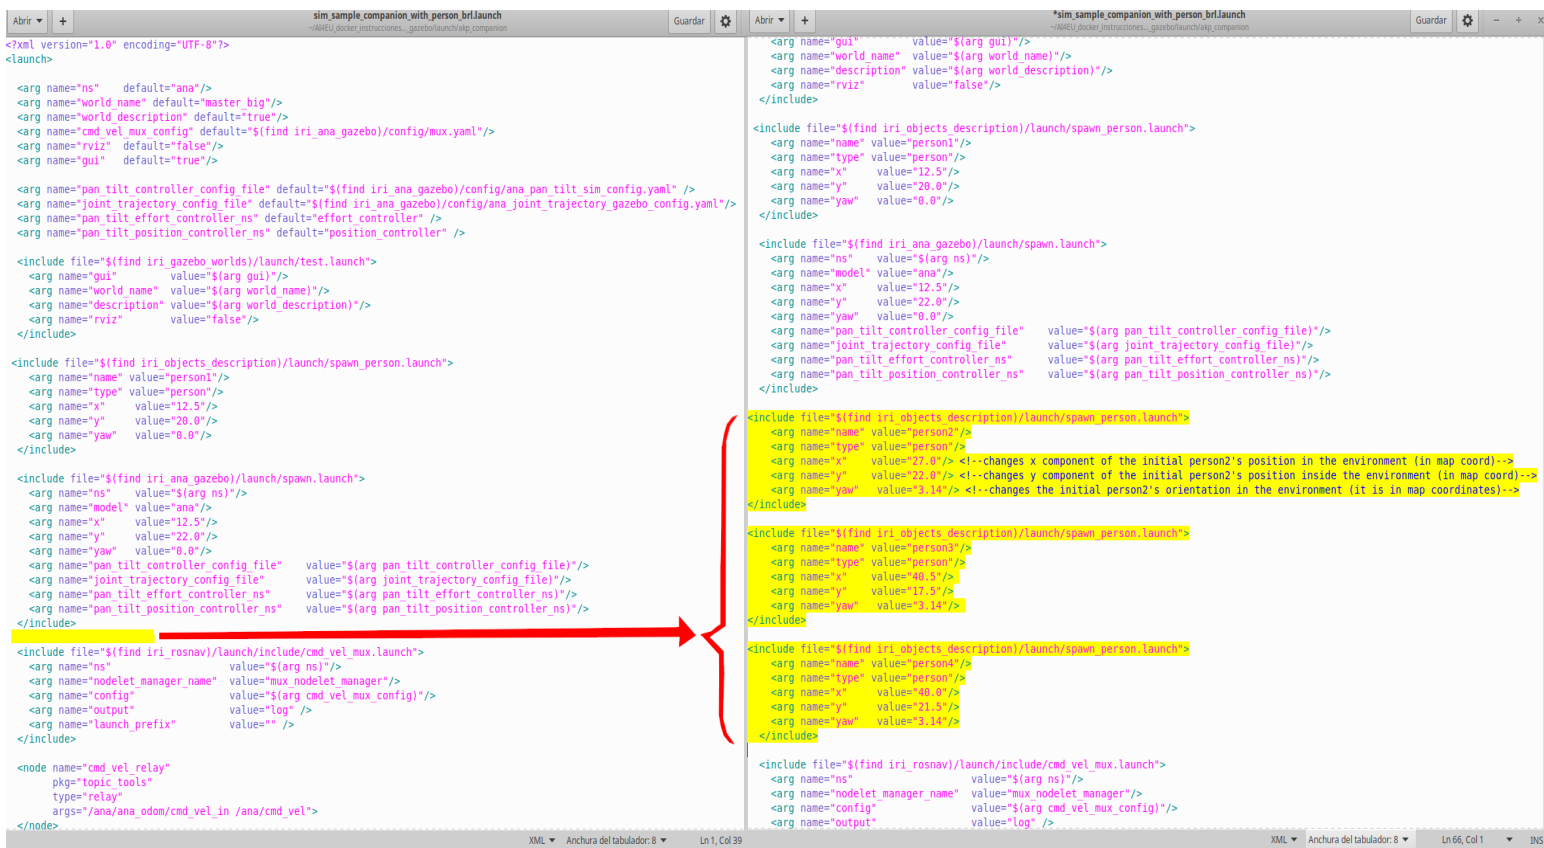 Abrir
+
sim_sample_companion_with_person_brl.launch
~/AI4EU_docker_instrucciones..._gazebo/launch/akp_companion
Guardar
<?xml version="1.0" encoding="UTF-8"?>
<launch>
<arg name="ns"    default="ana"/>
<arg name="world_name" default="master_big"/>
<arg name="world_description" default="true"/>
<arg name="cmd_vel_mux_config" default="$(find iri_ana_gazebo)/config/mux.yaml"/>
<arg name="rviz" default="false"/>
<arg name="gui"   default="true"/>
<arg name="pan_tilt_controller_config_file" default="$(find iri_ana_gazebo)/config/ana_pan_tilt_sim_config.yaml" />
<arg name="joint_trajectory_config_file" default="$(find iri_ana_gazebo)/config/ana_joint_trajectory_gazebo_config.yaml"/>
<arg name="pan_tilt_effort_controller_ns" default="effort_controller" />
<arg name="pan_tilt_position_controller_ns" default="position_controller" />
<include file="$(find iri_gazebo_worlds)/launch/test.launch">
<arg name="gui"         value="$(arg gui)"/>
<arg name="world_name"  value="$(arg world_name)"/>
<arg name="description" value="$(arg world_description)"/>
<arg name="rviz"        value="false"/>
</include>
<include file="$(find iri_objects_description)/launch/spawn_person.launch">
<arg name="name" value="person1"/>
<arg name="type" value="person"/>
<arg name="x"    value="12.5"/>
<arg name="y"    value="20.0"/>
<arg name="yaw"  value="0.0"/>
</include>
<include file="$(find iri_ana_gazebo)/launch/spawn.launch">
<arg name="ns"    value="$(arg ns)"/>
<arg name="model" value="ana"/>
<arg name="x"     value="12.5"/>
<arg name="y"     value="22.0"/>
<arg name="yaw"   value="0.0"/>
<arg name="pan_tilt_controller_config_file"    value="$(arg pan_tilt_controller_config_file)"/>
<arg name="joint_trajectory_config_file"       value="$(arg joint_trajectory_config_file)"/>
<arg name="pan_tilt_effort_controller_ns"      value="$(arg pan_tilt_effort_controller_ns)"/>
<arg name="pan_tilt_position_controller_ns"    value="$(arg pan_tilt_position_controller_ns)"/>
</include>
<include file="$(find iri_rosnav)/launch/include/cmd_vel_mux.launch">
<arg name="ns"                    value="$(arg ns)"/>
<arg name="nodelet_manager_name"  value="mux_nodelet_manager"/>
<arg name="config"                value="$(arg cmd_vel_mux_config)"/>
<arg name="output"                value="log" />
<arg name="launch_prefix"         value="" />
</include>
<node name="cmd_vel_relay"
pkg="topic_tools"
type="relay"
args="/ana/ana_odom/cmd_vel_in /ana/cmd_vel">
</node>
XML
Anchura del tabulador: 8
Ln 1, Col 39
Abrir
+
*sim_sample_companion_with_person_brl.launch
~/AI4EU_docker_instrucciones..._gazebo/launch/akp_companion
Guardar
<arg name="gui"         value="$(arg gui)"/>
<arg name="world_name"  value="$(arg world_name)"/>
<arg name="description" value="$(arg world_description)"/>
<arg name="rviz"        value="false"/>
</include>
<include file="$(find iri_objects_description)/launch/spawn_person.launch">
<arg name="name" value="person1"/>
<arg name="type" value="person"/>
<arg name="x"    value="12.5"/>
<arg name="y"    value="20.0"/>
<arg name="yaw"  value="0.0"/>
</include>
<include file="$(find iri_ana_gazebo)/launch/spawn.launch">
<arg name="ns"    value="$(arg ns)"/>
<arg name="model" value="ana"/>
<arg name="x"     value="12.5"/>
<arg name="y"     value="22.0"/>
<arg name="yaw"   value="0.0"/>
<arg name="pan_tilt_controller_config_file"    value="$(arg pan_tilt_controller_config_file)"/>
<arg name="joint_trajectory_config_file"       value="$(arg joint_trajectory_config_file)"/>
<arg name="pan_tilt_effort_controller_ns"      value="$(arg pan_tilt_effort_controller_ns)"/>
<arg name="pan_tilt_position_controller_ns"    value="$(arg pan_tilt_position_controller_ns)"/>
</include>
<include file="$(find iri_objects_description)/launch/spawn_person.launch">
<arg name="name" value="person2"/>
<arg name="type" value="person"/>
<arg name="x"    value="27.0"/> <!--changes x component of the initial person2's position in the environment (in map coord)-->
<arg name="y"    value="22.0"/> <!--changes y component of the initial person2's position inside the environment (in map coord)-->
<arg name="yaw"  value="3.14"/> <!--changes the initial person2's orientation in the environment (it is in map coordinates)-->
</include>
<include file="$(find iri_objects_description)/launch/spawn_person.launch">
<arg name="name" value="person3"/>
<arg name="type" value="person"/>
<arg name="x"    value="40.5"/>
<arg name="y"    value="17.5"/>
<arg name="yaw"  value="3.14"/>
</include>
<include file="$(find iri_objects_description)/launch/spawn_person.launch">
<arg name="name" value="person4"/>
<arg name="type" value="person"/>
<arg name="x"    value="40.0"/>
<arg name="y"    value="21.5"/>
<arg name="yaw"  value="3.14"/>
</include>
<include file="$(find iri_rosnav)/launch/include/cmd_vel_mux.launch">
<arg name="ns"                    value="$(arg ns)"/>
<arg name="nodelet_manager_name"  value="mux_nodelet_manager"/>
<arg name="config"                value="$(arg cmd_vel_mux_config)"/>
<arg name="output"                value="log" />
XML
Anchura del tabulador: 8
Ln 66, Col 1
INS